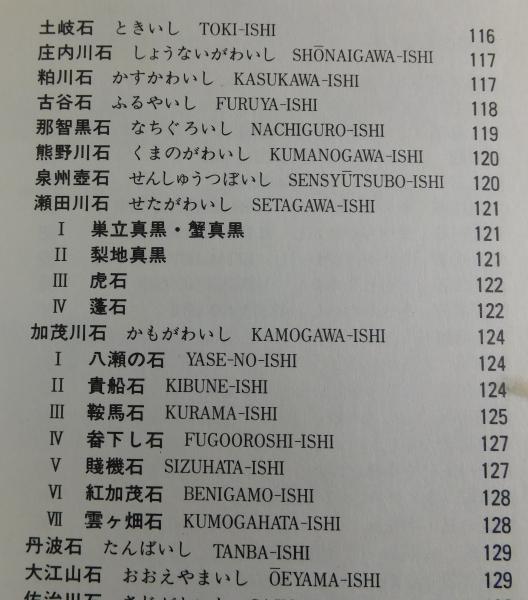 土岐石 ときいし TOKI-ISHI 116
庄内川石 しょうないがわいし SHŌNAIGAWA-ISHI 117
粕川石 かすかわいし KASUKAWA-ISHI 117
古谷石 ふるやいし FURUYA-ISHI 118
那智黒石 なちぐろいし NACHIGURO-ISHI 119
熊野川石 くまのがわいし KUMANOGAWA-ISHI 120
泉州壺石 せんしゅうつぼいし SENSYŪTSUBO-ISHI 120
瀬田川石 せたがわいし SETAGAWA-ISHI 121
Ⅰ 巣立真黒・蟹真黒 121
Ⅱ 梨地真黒 121
Ⅲ 虎石 122
Ⅳ 蓬石 122
加茂川石 かもがわいし KAMOGAWA-ISHI 124
Ⅰ 八瀬の石 YASE-NO-ISHI 124
Ⅱ 貴船石 KIBUNE-ISHI 124
Ⅲ 鞍馬石 KURAMA-ISHI 125
Ⅳ 畚下し石 FUGOOROSHI-ISHI 127
Ⅴ 賤機石 SIZUHATA-ISHI 127
Ⅵ 紅加茂石 BENIGAMO-ISHI 128
Ⅶ 雲ヶ畑石 KUMOGAHATA-ISHI 128
丹波石 たんばいし TANBA-ISHI 129
大江山石 おおえやまいし ŌEYAMA-ISHI 129
佐治川石